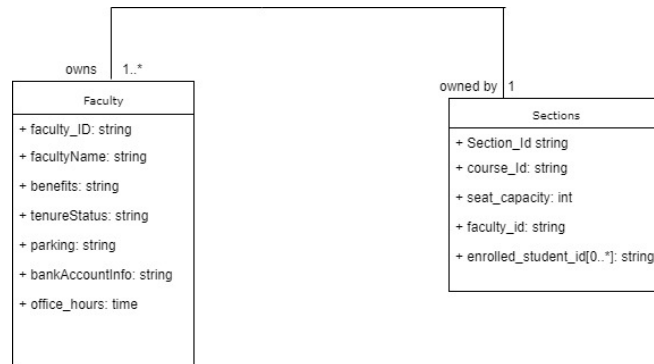 owns 1..*
Faculty
+ faculty_ID: string
+ facultyName: string
+ benefits: string
+ tenureStatus: string
+ parking: string
+ bankAccountInfo: string
+ office_hours: time
owned by 1
Sections
+ Section_Id string
+ course_Id: string
+ seat_capacity: int
+ faculty_id: string
+ enrolled_student_id[0..*]: string